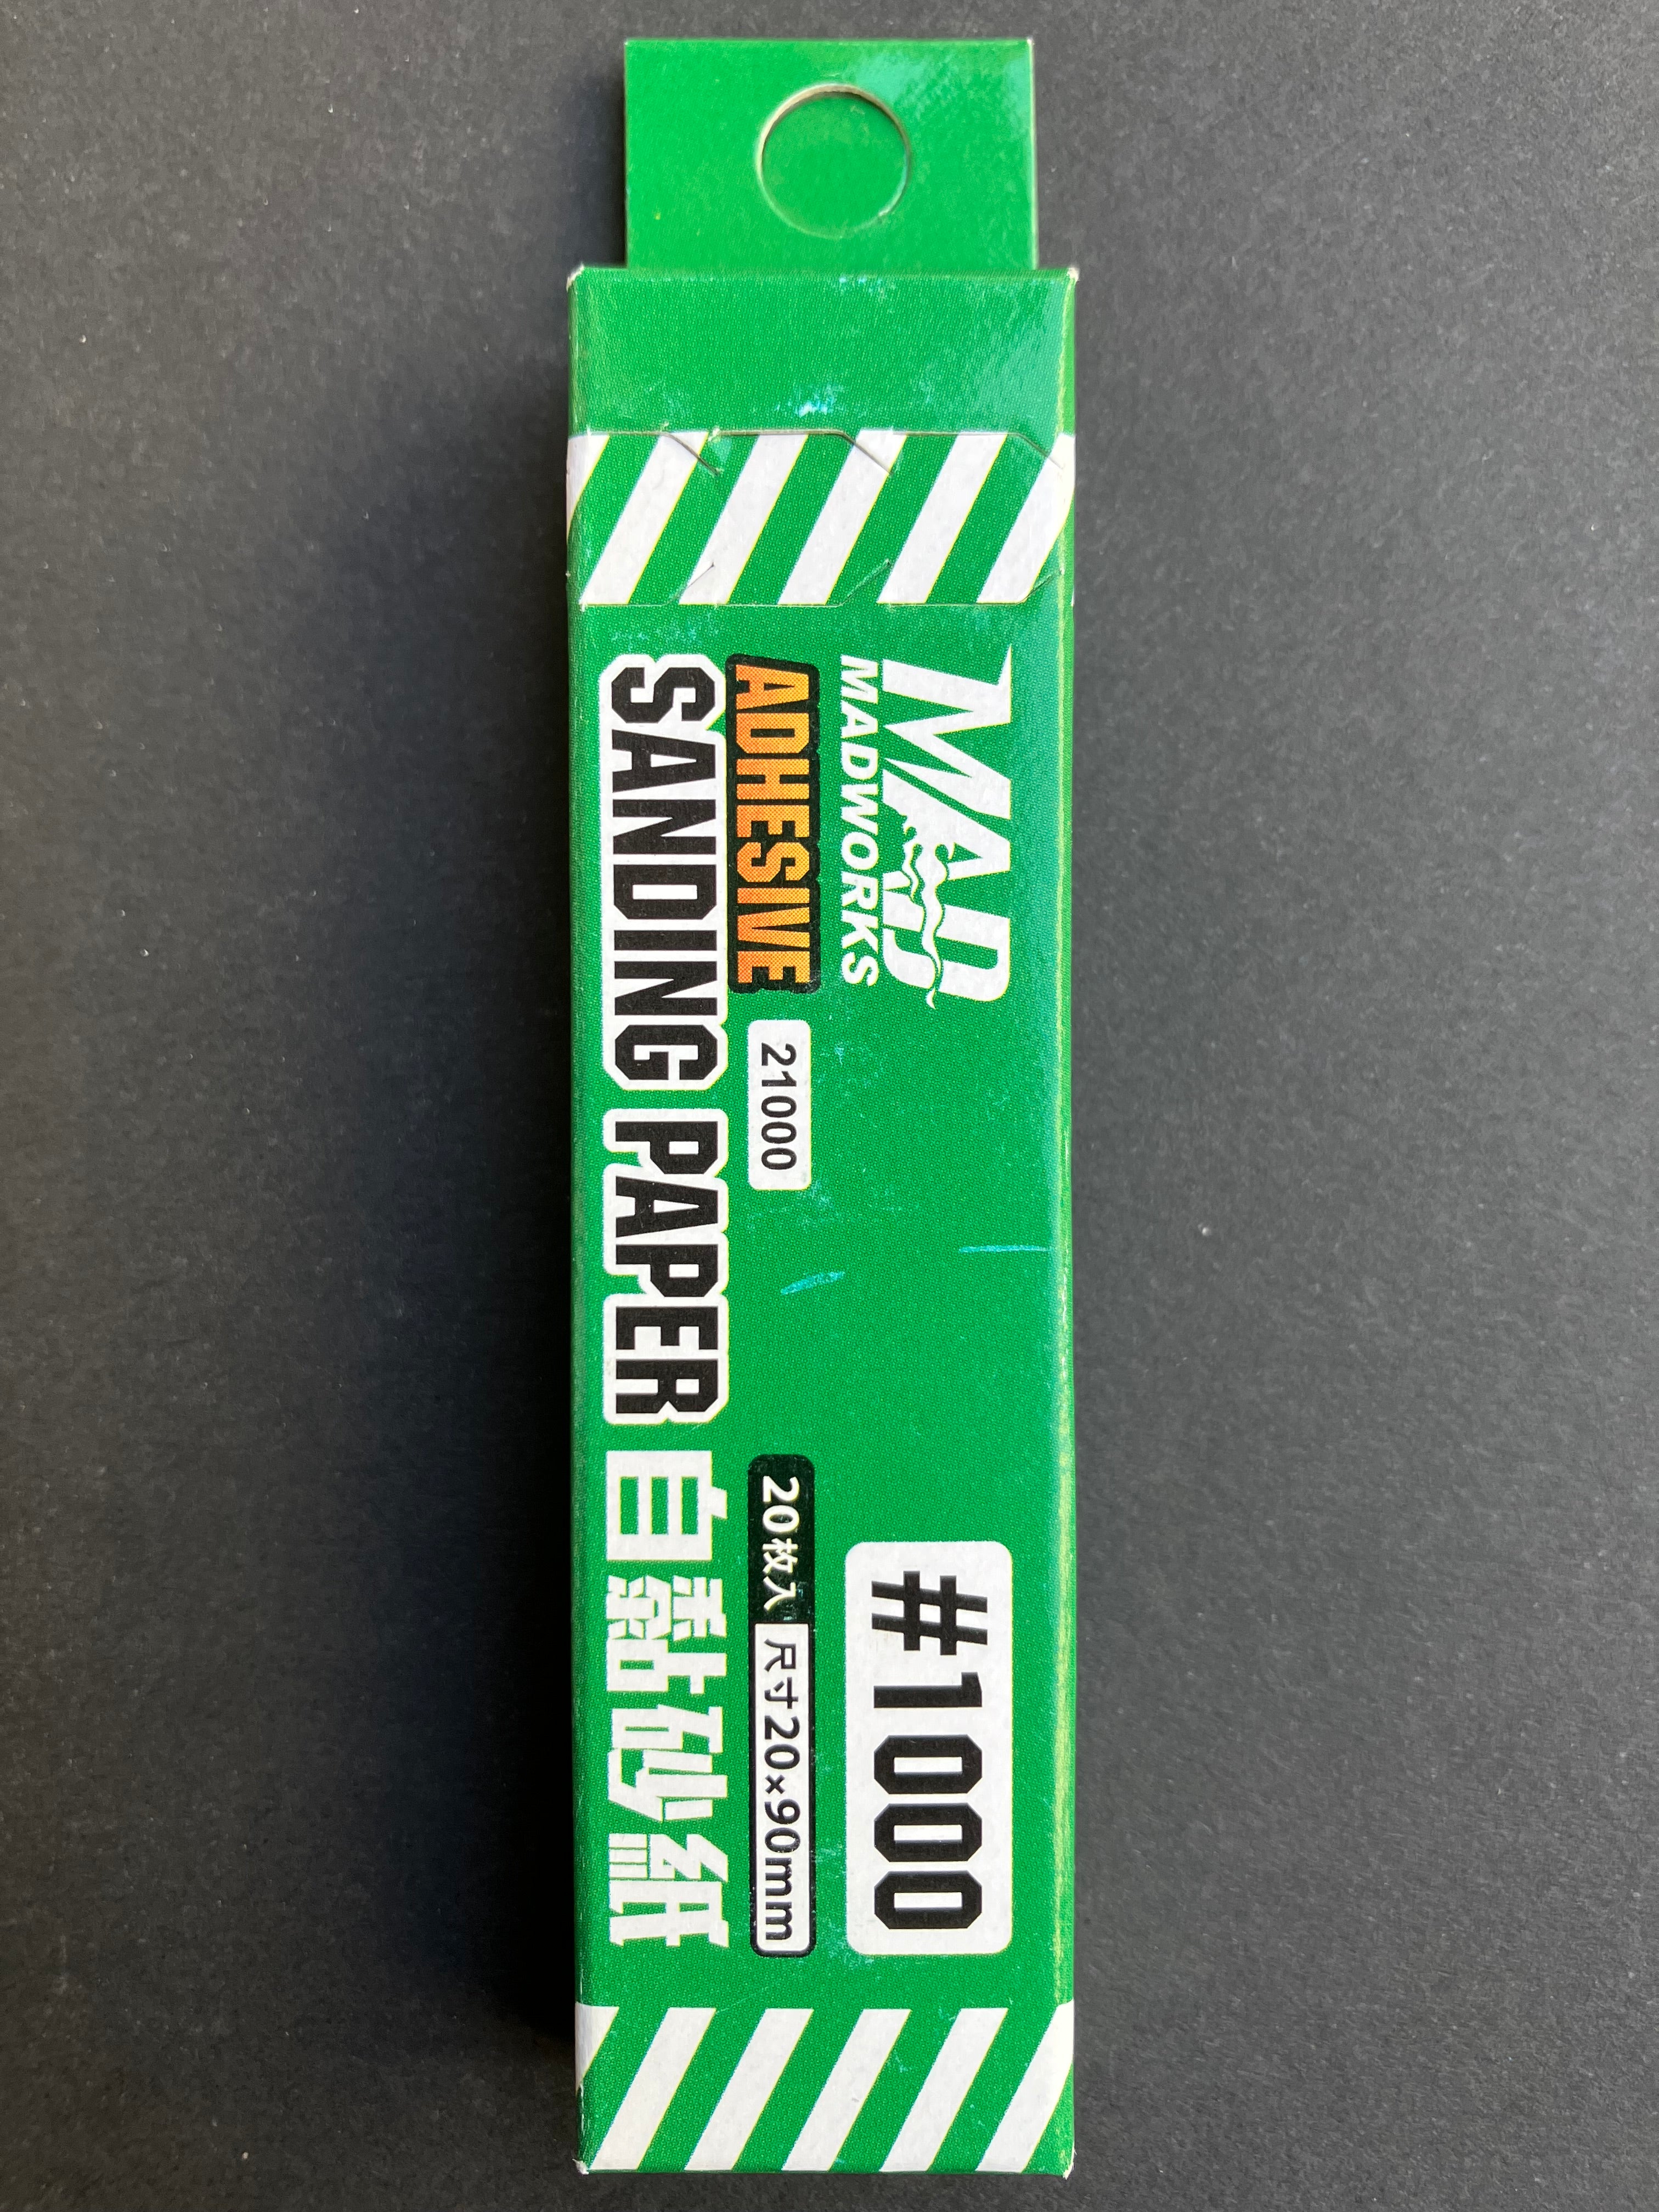 MAD
MADWORKS
#1000
ADHESIVE
21000
20枚入
尺寸20×90mm
SANDING PAPER
自黏砂紙